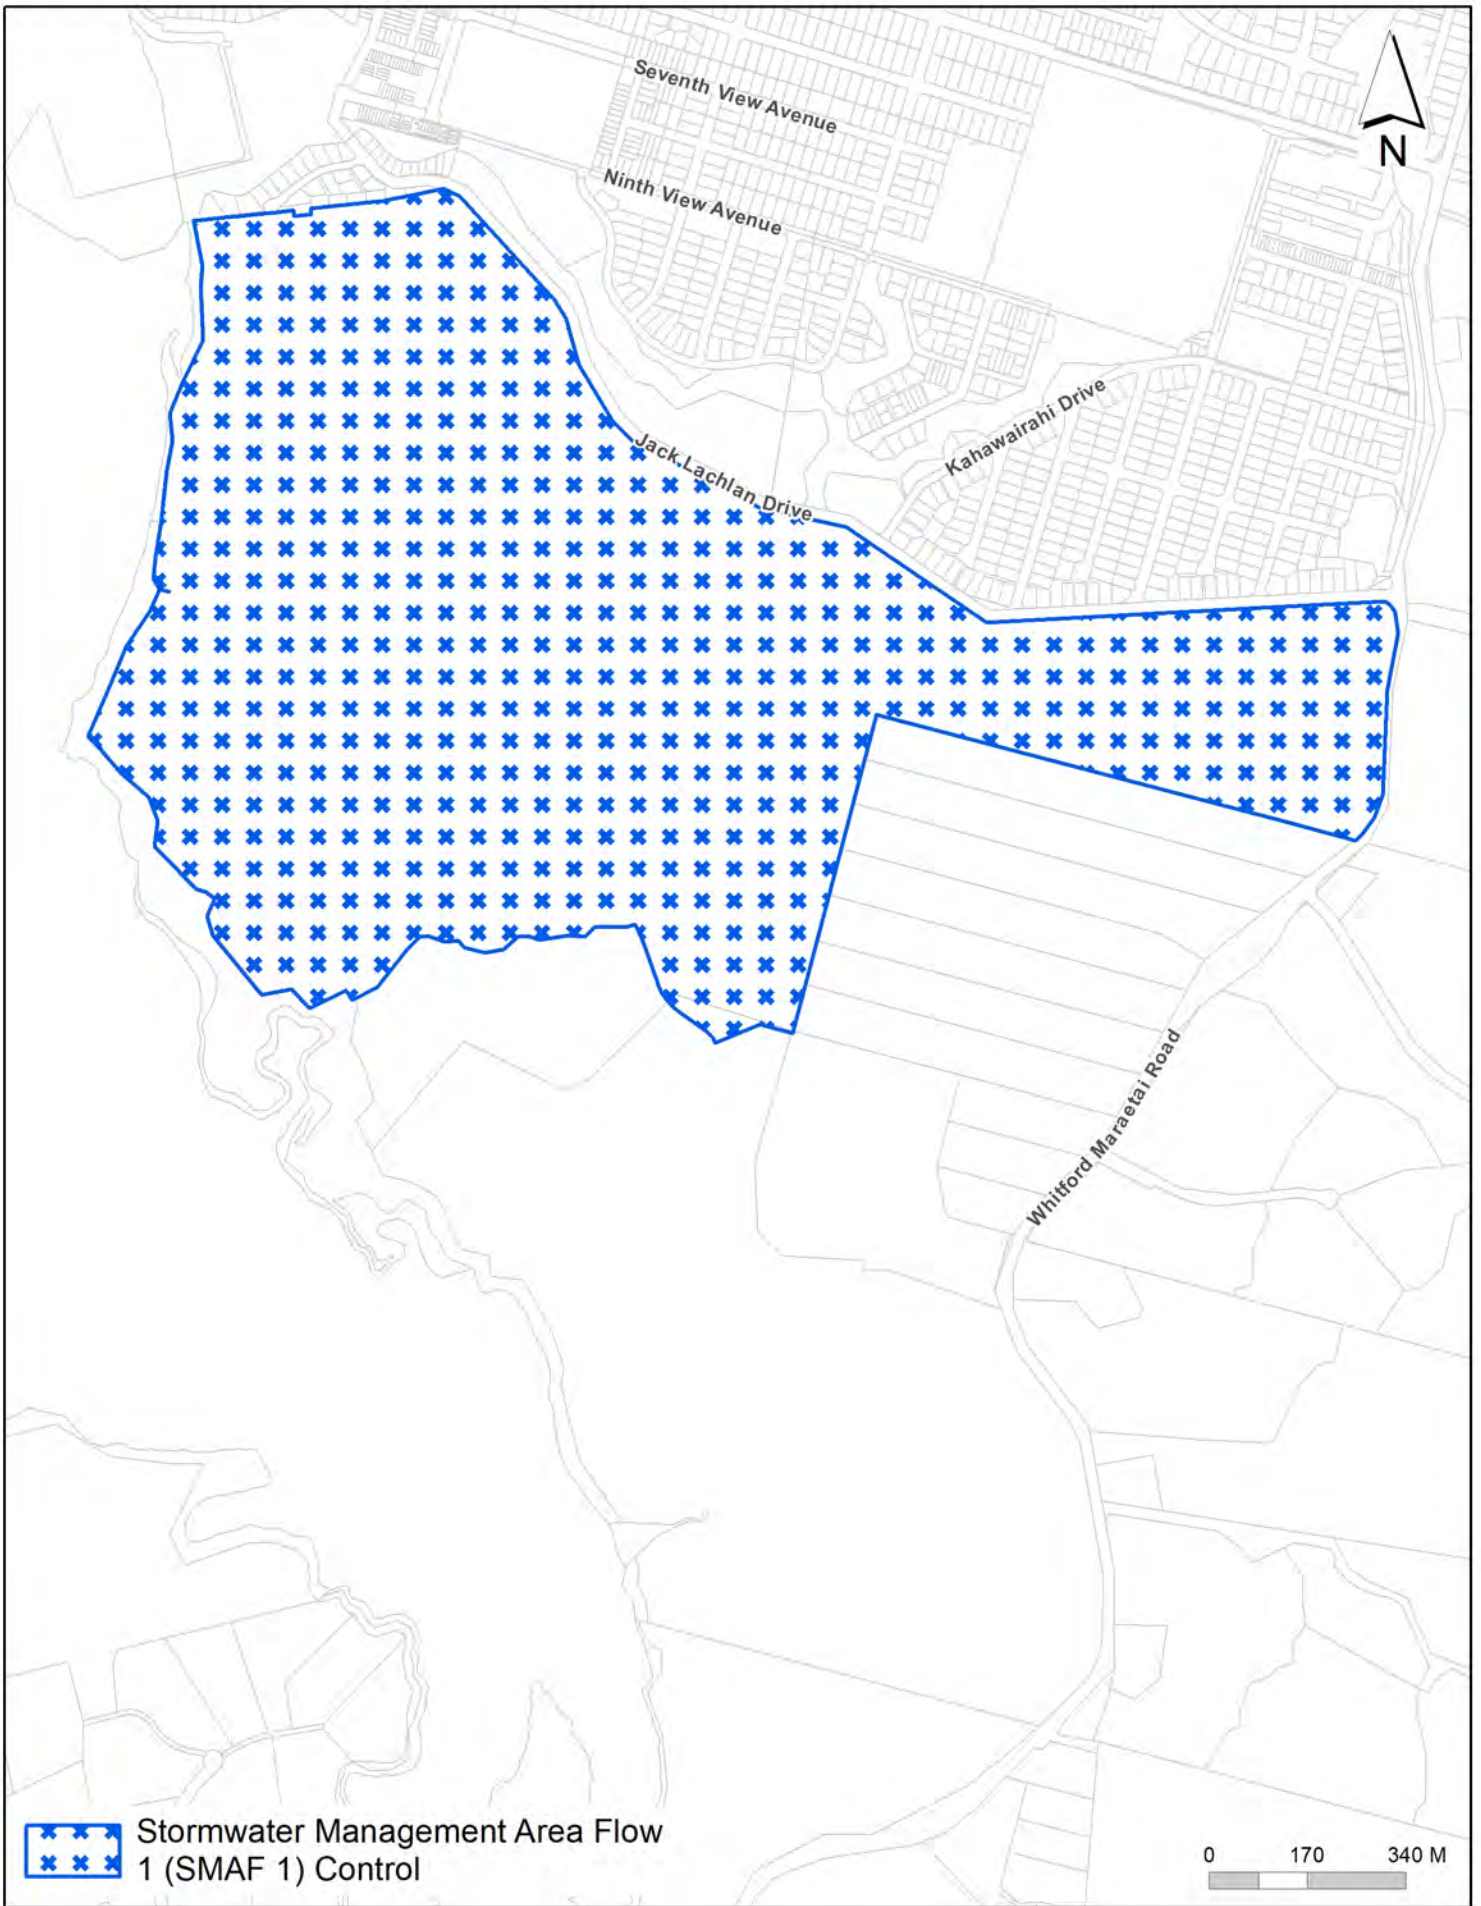 Seventh View Avenue
N
Ninth View Avenue
Kahawairahi Drive
Jack Lachlan Drive
Whitford Maraetai Road
Stormwater Management Area Flow
1 (SMAF 1) Control
0 170 340 M